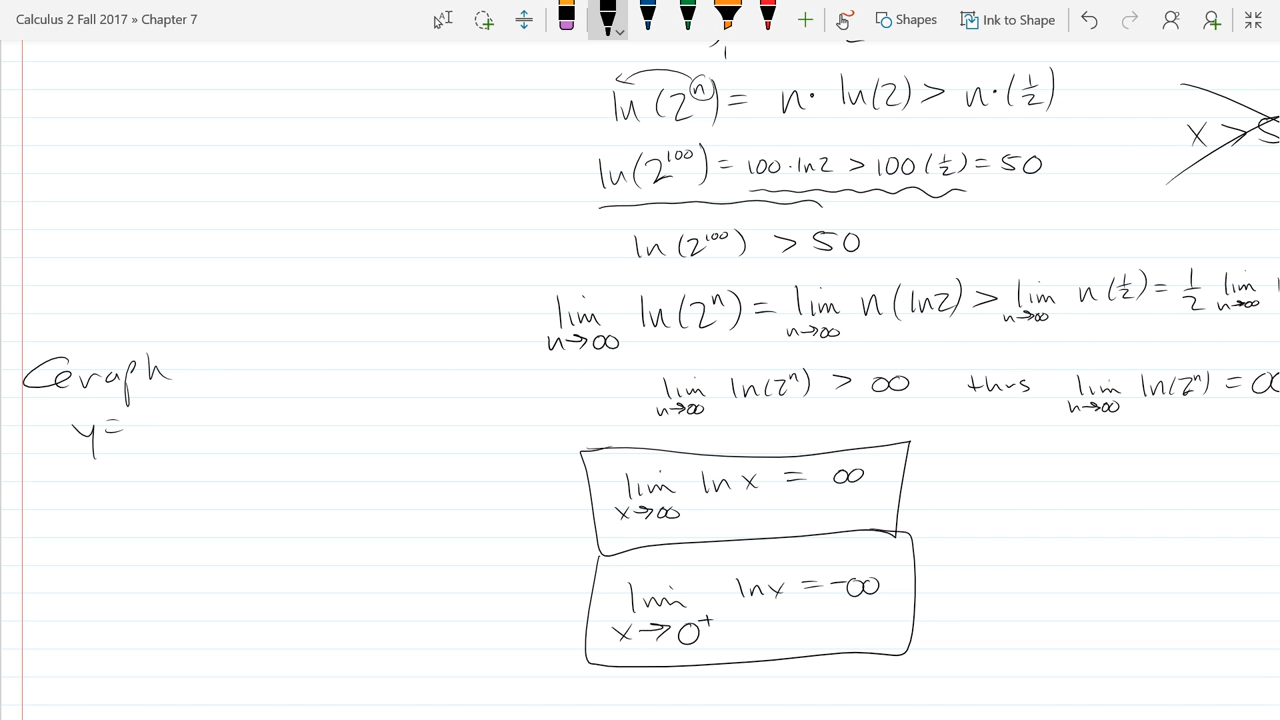 Calculus 2 Fall 2017 » Chapter 7
Shapes
Ink to Shape
ln(2^n) = n · ln(2) > n · (1/2)
x >
ln(2^100) = 100 · ln2 > 100 (1/2) = 50
ln(2^100) > 50
lim n→∞ ln(2^n) = lim n→∞ n(ln2) > lim n→∞ n(1/2) = 1/2 lim n→∞
Graph
y =
lim n→∞ ln(2^n) > ∞ thus lim n→∞ ln(2^n) = ∞
lim x→∞ ln x = ∞
lim x→0^+ ln x = -∞